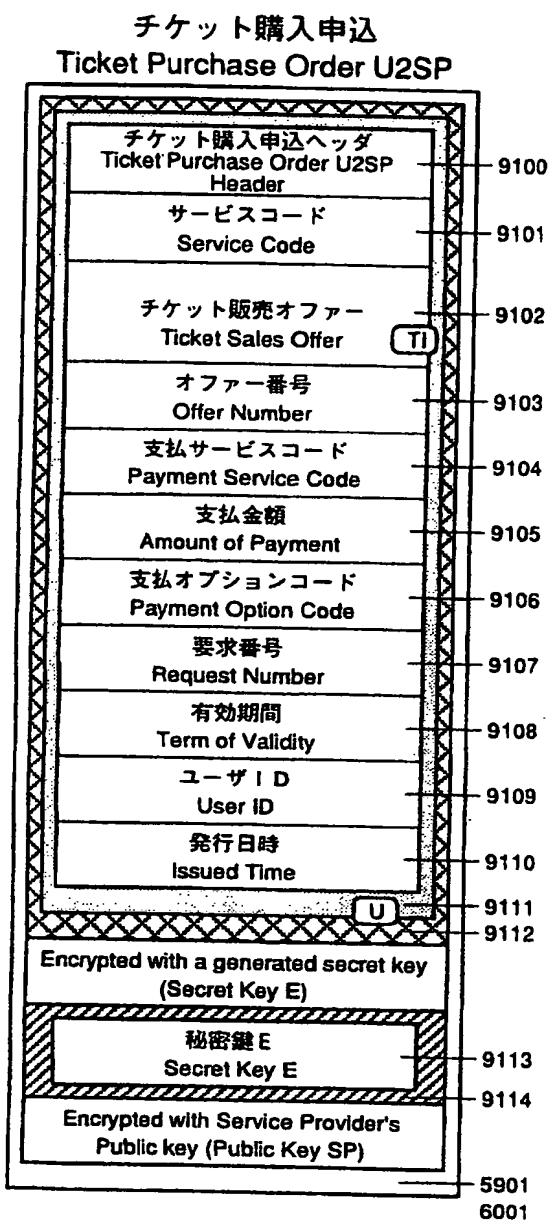 チケット購入申込
Ticket Purchase Order U2SP
チケット購入申込ヘッダ
Ticket Purchase Order U2SP
Header
9100
サービスコード
Service Code
9101
チケット販売オファー
Ticket Sales Offer
9102
TI
オファー番号
Offer Number
9103
支払サービスコード
Payment Service Code
9104
支払金額
Amount of Payment
9105
支払オプションコード
Payment Option Code
9106
要求番号
Request Number
9107
有効期間
Term of Validity
9108
ユーザID
User ID
9109
発行日時
Issued Time
9110
U
9111
9112
Encrypted with a generated secret key
(Secret Key E)
秘密鍵E
Secret Key E
9113
9114
Encrypted with Service Provider's
Public key (Public Key SP)
5901
6001